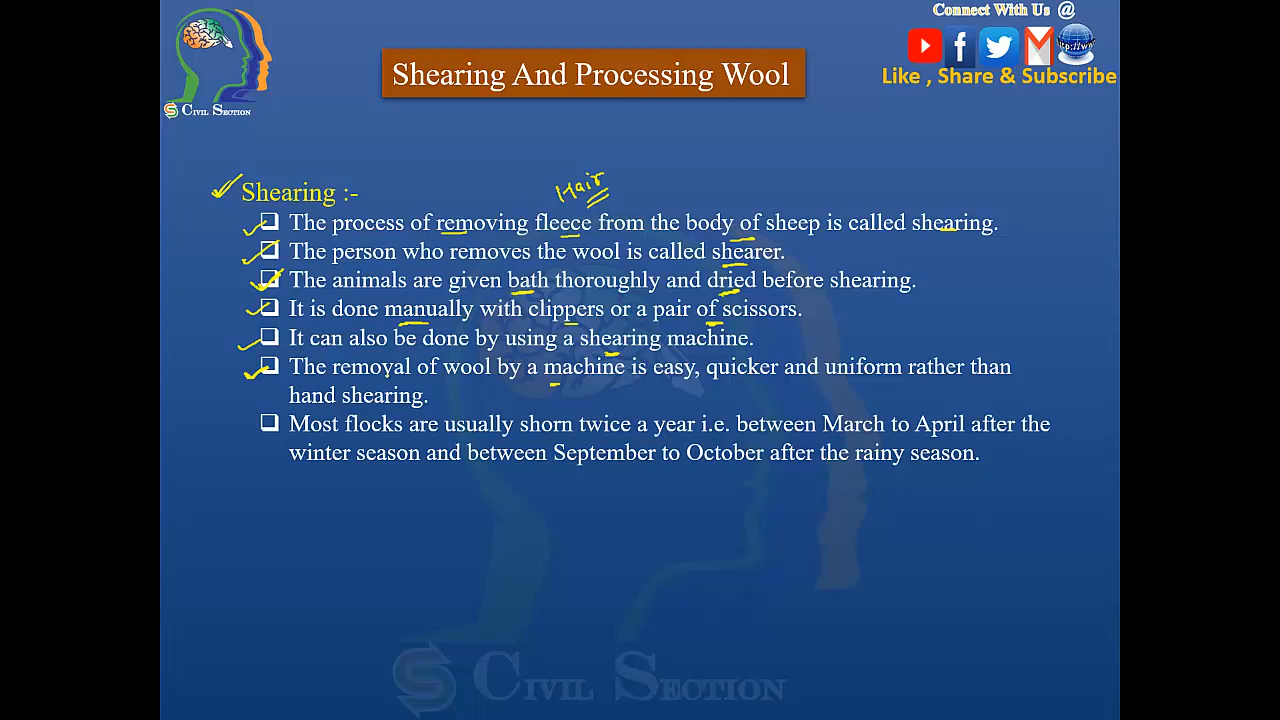 Connect With Us @
http://www
Like , Share & Subscribe
CIVIL SECTION
Shearing And Processing Wool
Shearing :-
Hair
The process of removing fleece from the body of sheep is called shearing.
The person who removes the wool is called shearer.
The animals are given bath thoroughly and dried before shearing.
It is done manually with clippers or a pair of scissors.
It can also be done by using a shearing machine.
The removal of wool by a machine is easy, quicker and uniform rather than
hand shearing.
Most flocks are usually shorn twice a year i.e. between March to April after the
winter season and between September to October after the rainy season.
CIVIL SECTION